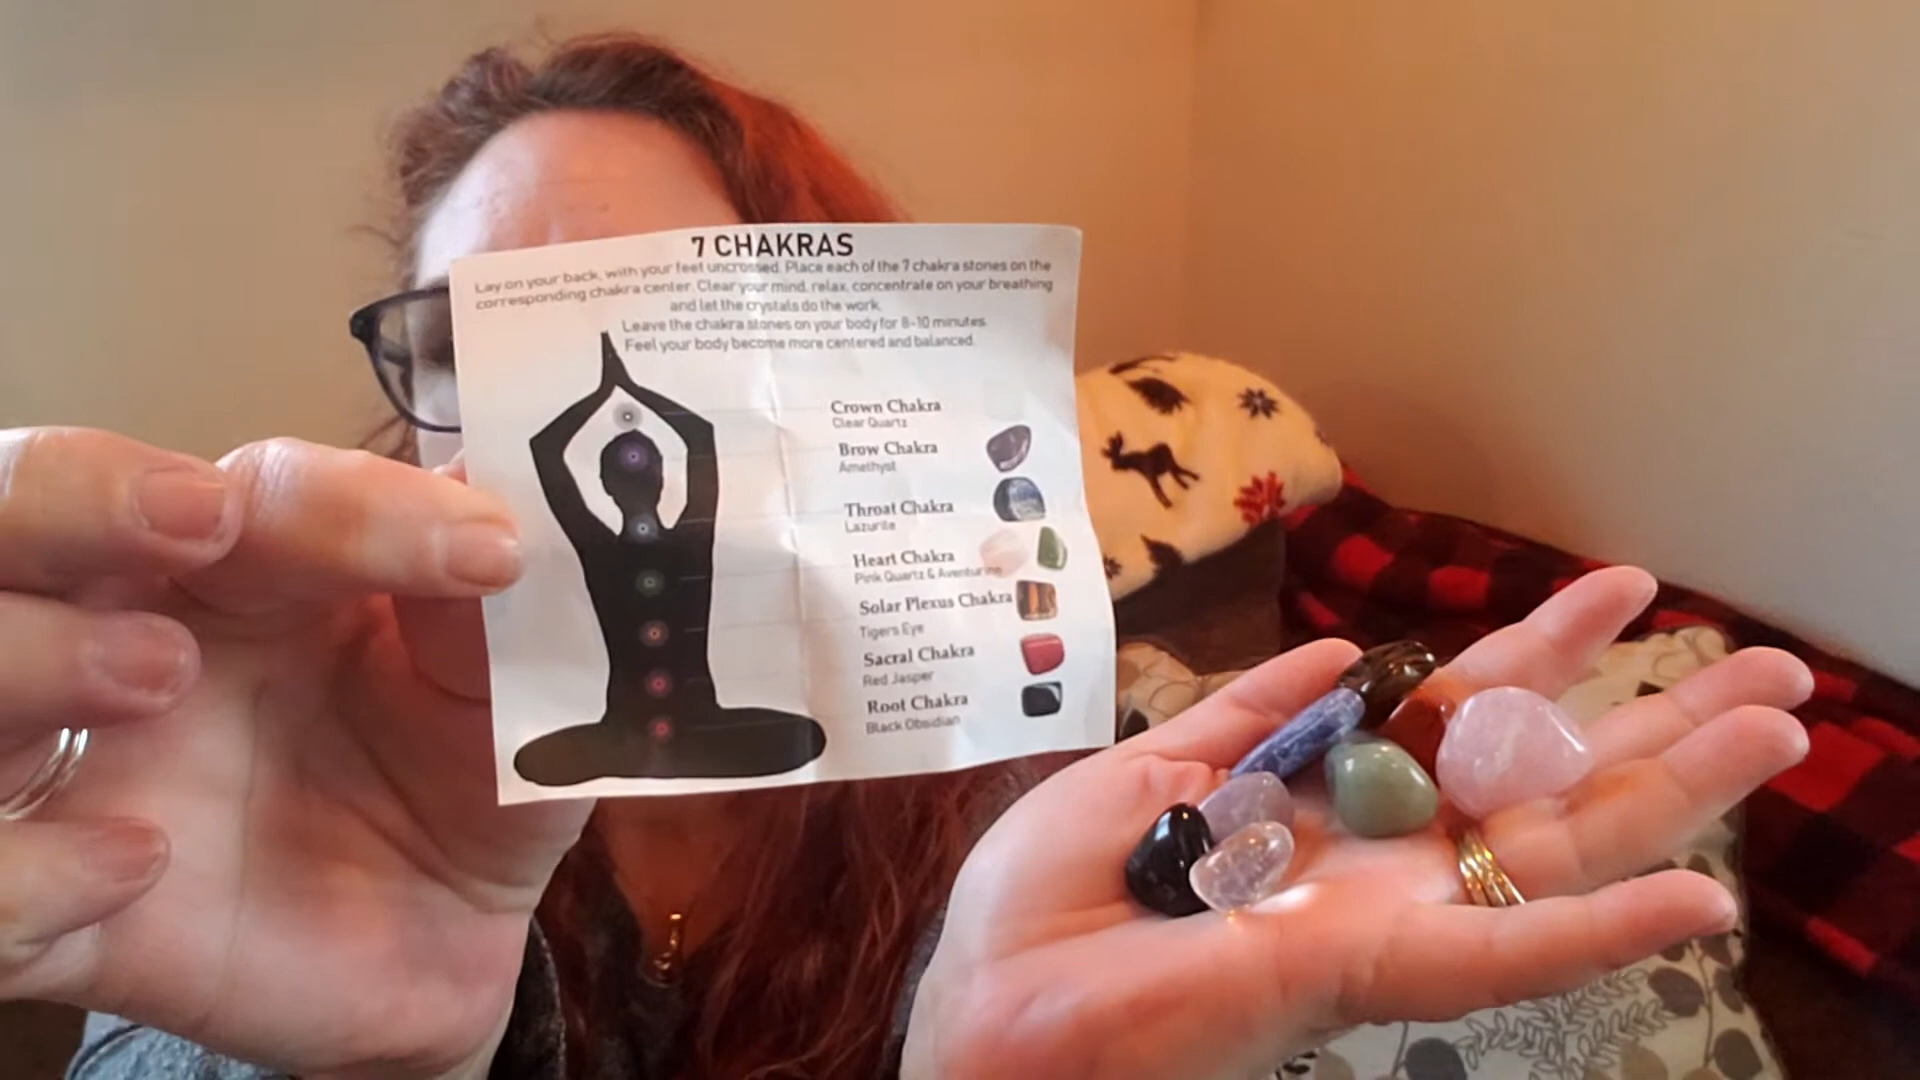 7 CHAKRAS
Lay on your back, with your feet uncrossed. Place each of the 7 chakra stones on the
corresponding chakra center. Clear your mind, relax, concentrate on your breathing
and let the crystals do the work.
Leave the chakra stones on your body for 8-10 minutes.
Feel your body become more centered and balanced.
Crown Chakra
Clear Quartz
Brow Chakra
Amethyst
Throat Chakra
Lazurite
Heart Chakra
Pink Quartz & Aventurine
Solar Plexus Chakra
Tigers Eye
Sacral Chakra
Red Jasper
Root Chakra
Black Obsidian